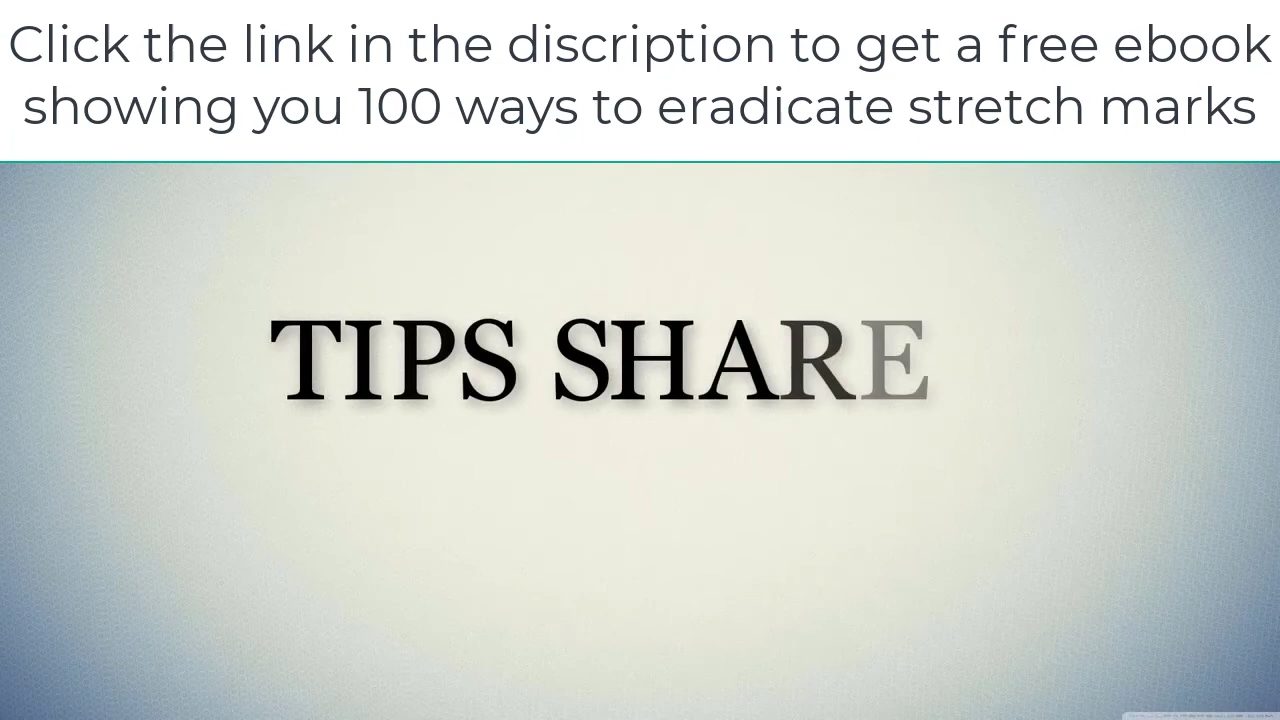 Click the link in the discription to get a free ebook
showing you 100 ways to eradicate stretch marks
TIPS SHARE